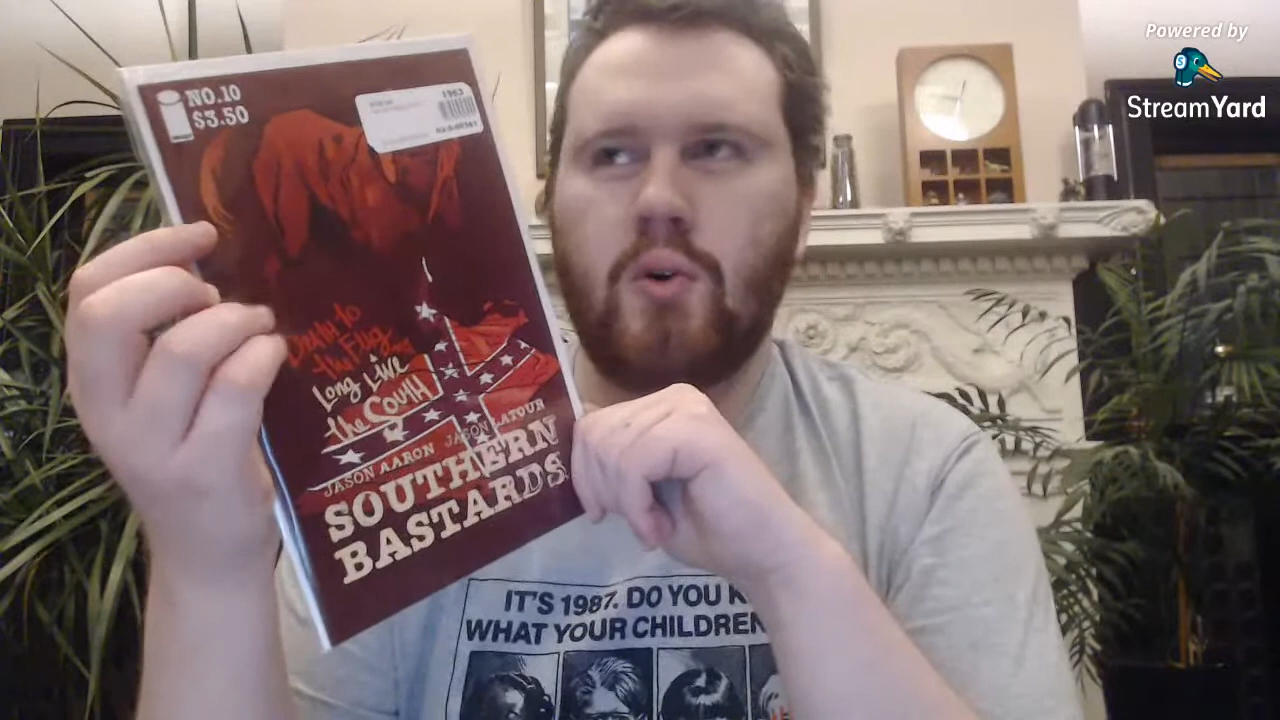 Powered by
StreamYard
NO.10
$3.50
1963
Death to
the Flag
Long Live
the South
JASON AARON JASON LATOUR
SOUTHERN
BASTARDS
IT'S 1987. DO YOU K
WHAT YOUR CHILDREN